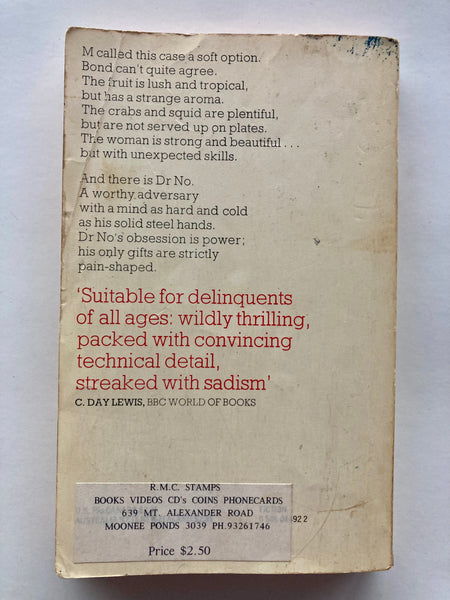 M called this case a soft option.
Bond can't quite agree.
The fruit is lush and tropical,
but has a strange aroma.
The crabs and squid are plentiful,
but are not served up on plates.
The woman is strong and beautiful ...
but with unexpected skills.
And there is Dr No.
A worthy adversary
with a mind as hard and cold
as his solid steel hands.
Dr No's obsession is power;
his only gifts are strictly
pain-shaped.
'Suitable for delinquents
of all ages: wildly thrilling,
packed with convincing
technical detail,
streaked with sadism'
C. DAY LEWIS, BBC WORLD OF BOOKS
R.M.C. STAMPS
BOOKS VIDEOS CD's COINS PHONECARDS
639 MT. ALEXANDER ROAD
MOONEE PONDS 3039 PH.93261746
Price $2.50
FICTION
922